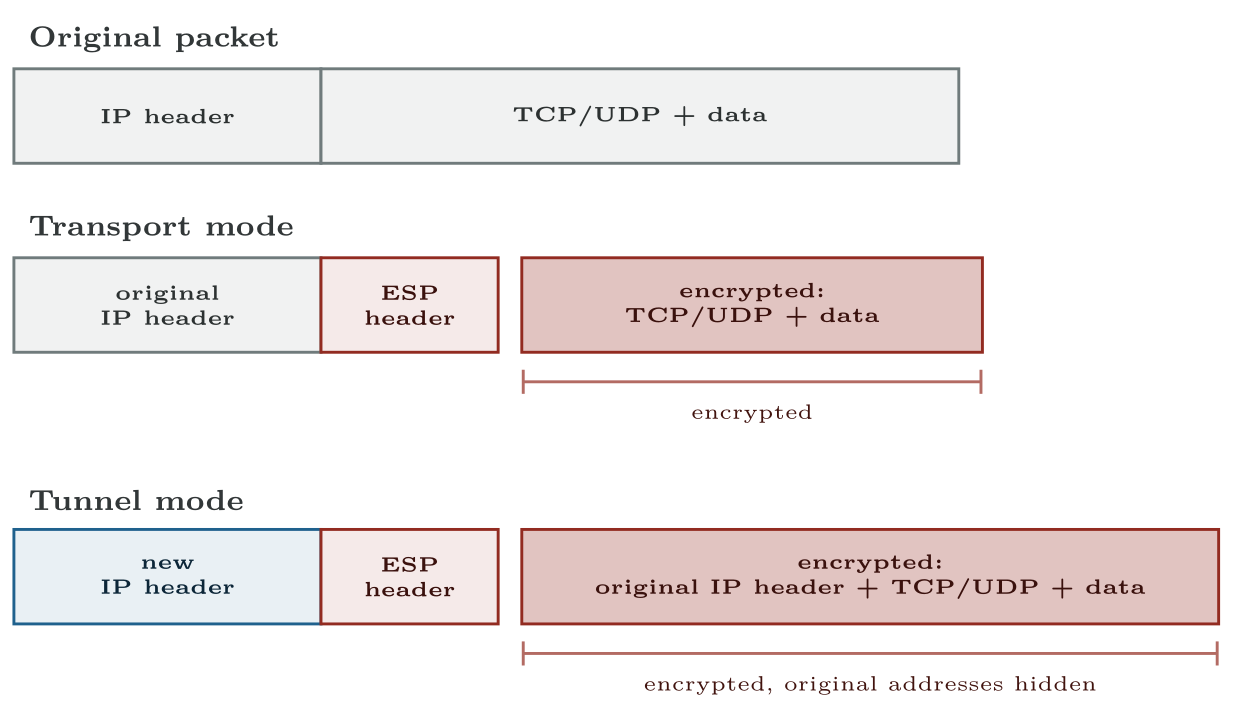 Original packet
IP header
TCP/UDP + data
Transport mode
original
IP header
ESP
header
encrypted:
TCP/UDP + data
encrypted
Tunnel mode
new
IP header
ESP
header
encrypted:
original IP header + TCP/UDP + data
encrypted, original addresses hidden